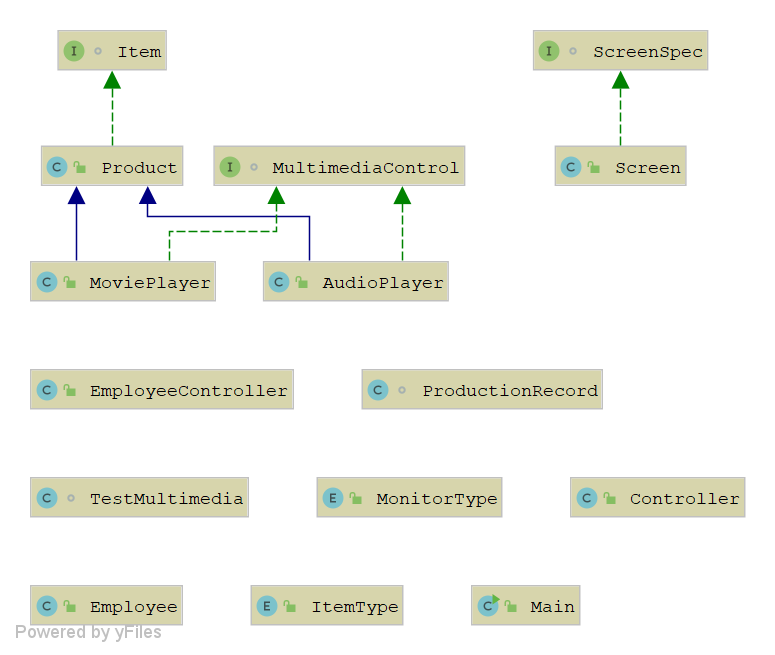 I Item
I ScreenSpec
C Product
I MultimediaControl
C Screen
C MoviePlayer
C AudioPlayer
C EmployeeController
C ProductionRecord
C TestMultimedia
E MonitorType
C Controller
C Employee
E ItemType
C Main
Powered by yFiles